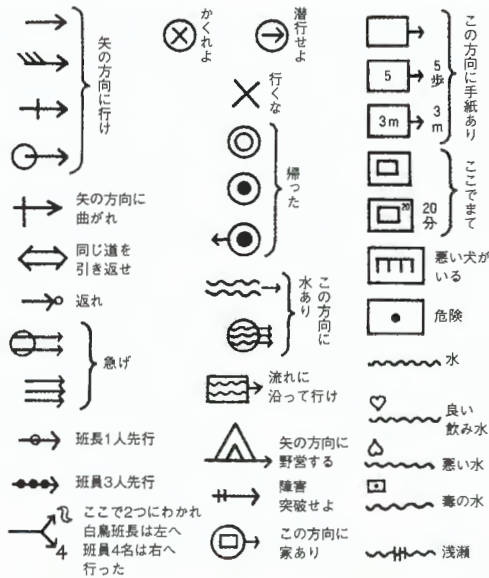 矢の方向に行け
矢の方向に
曲がれ
同じ道を
引き返せ
返れ
急げ
班長1人先行
班員3人先行
ここで2つにわかれ
白鳥班長は左へ
4
班員4名は右へ
行った
かくれよ
潜行せよ
行くな
帰った
この方向に
水あり
流れに
沿って行け
矢の方向に
野営する
障害
突破せよ
この方向に
家あり
この方向に手紙あり
5
5歩
3m
3m
ここでまて
20
20分
悪い犬が
いる
危険
水
良い
飲み水
悪い水
毒の水
浅瀬